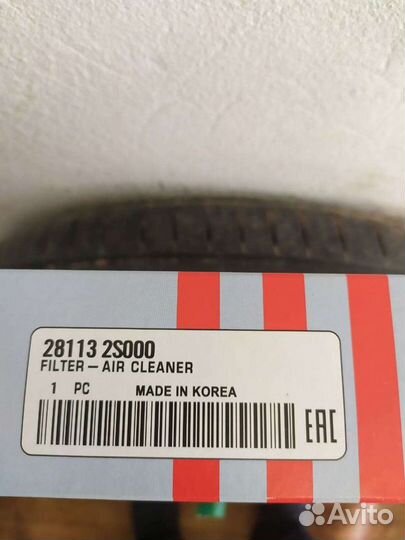 28113 2S000
FILTER – AIR CLEANER
1 PC MADE IN KOREA
EAC
Avito